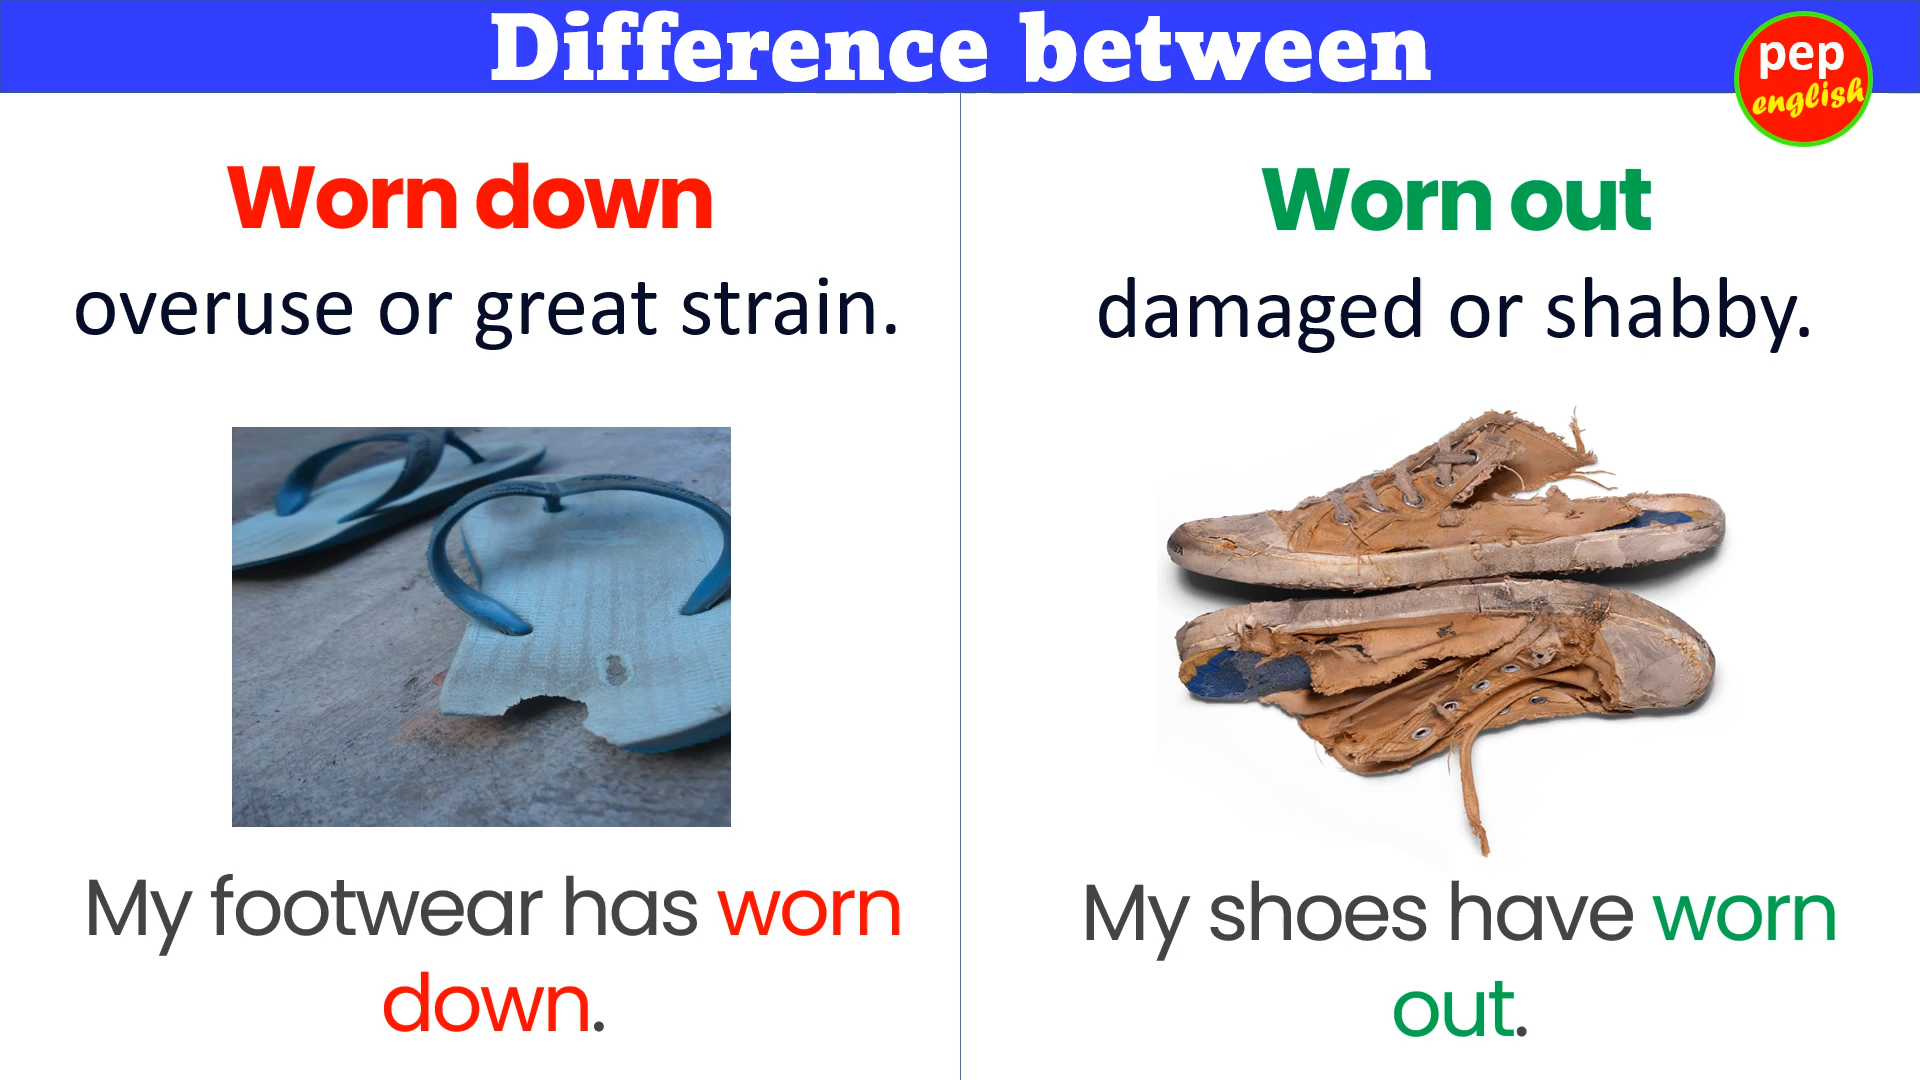 Difference between
pep
english
Worn down
overuse or great strain.
My footwear has worn
down.
Worn out
damaged or shabby.
My shoes have worn
out.